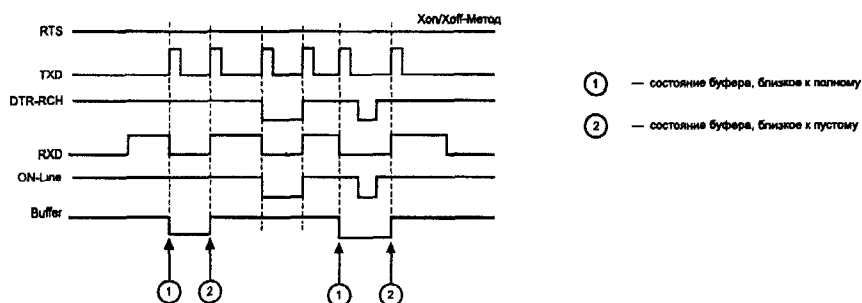 Xon/Xoff-Метод
RTS
TXD
DTR-RCH
RXD
ON-Line
Buffer
1 2 1 2
1 — состояние буфера, близкое к полному
2 — состояние буфера, близкое к пустому